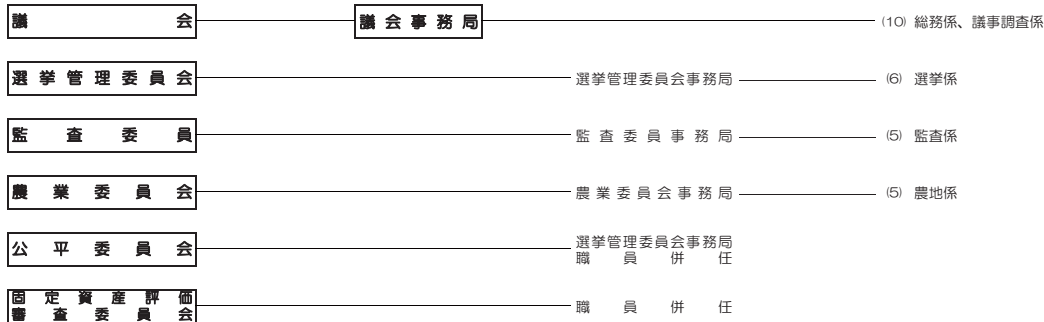 議会 議会事務局 (10) 総務係、議事調査係
選挙管理委員会 選挙管理委員会事務局 (6) 選挙係
監査委員 監査委員事務局 (5) 監査係
農業委員会 農業委員会事務局 (5) 農地係
公平委員会 選挙管理委員会事務局
職員併任
固定資産評価
審査委員会 職員併任